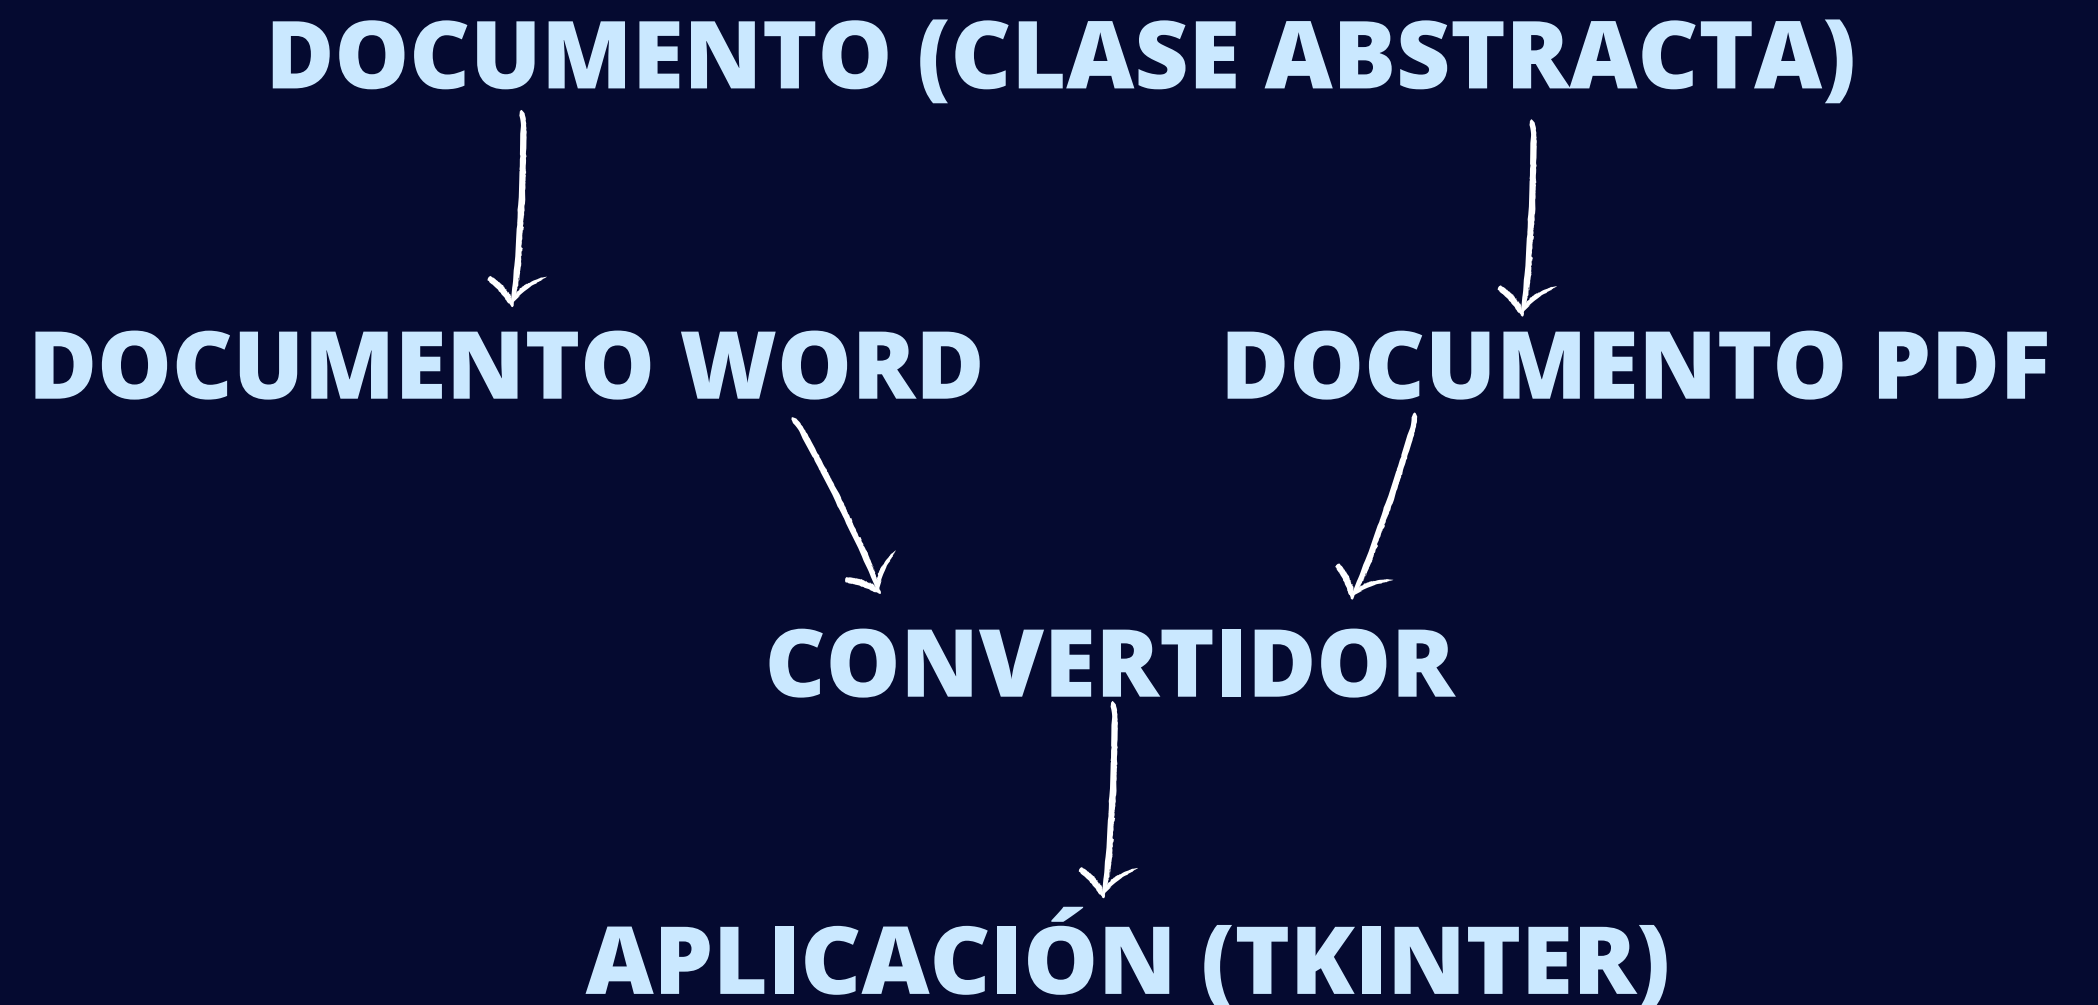 DOCUMENTO (CLASE ABSTRACTA)
DOCUMENTO WORD
DOCUMENTO PDF
CONVERTIDOR
APLICACIÓN (TKINTER)